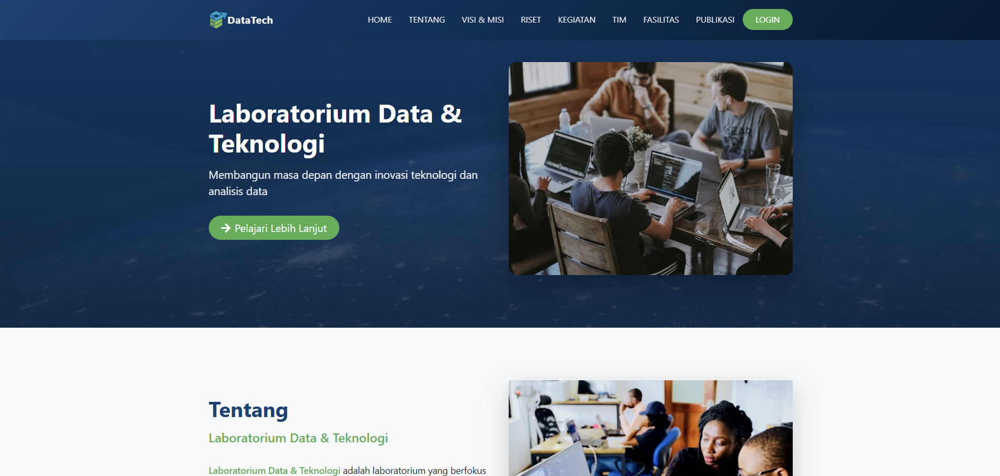 DataTech
HOME
TENTANG
VISI & MISI
RISET
KEGIATAN
TIM
FASILITAS
PUBLIKASI
LOGIN
Laboratorium Data &
Teknologi
Membangun masa depan dengan inovasi teknologi dan
analisis data
Pelajari Lebih Lanjut
Tentang
Laboratorium Data & Teknologi
Laboratorium Data & Teknologi adalah laboratorium yang berfokus